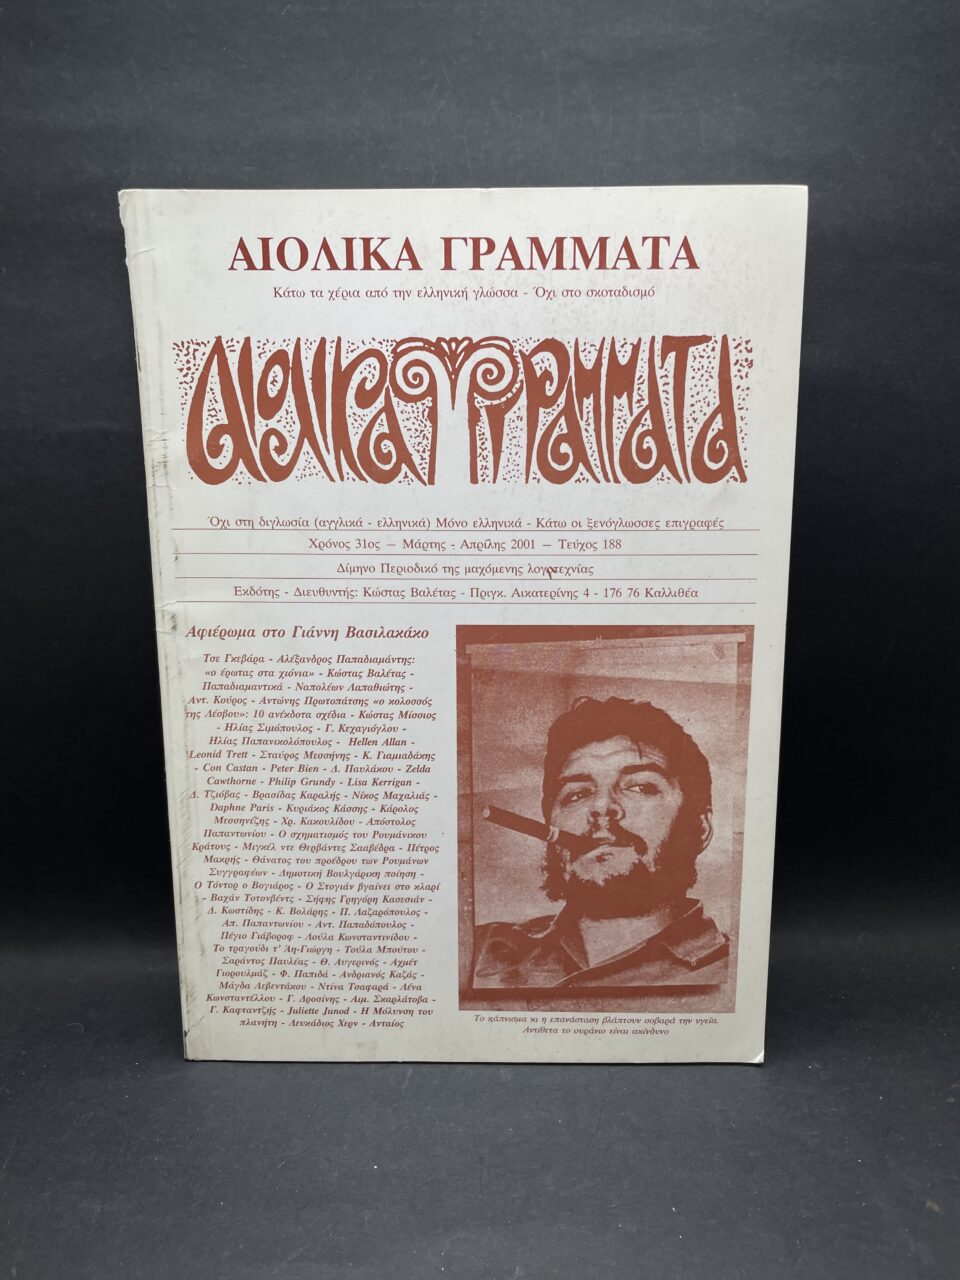 ΑΙΟΛΙΚΑ ΓΡΑΜΜΑΤΑ
Κάτω τα χέρια από την ελληνική γλώσσα - Όχι στο σκοταδισμό
ΑΙΟΛΙΚΑ ΓΡΑΜΜΑΤΑ
Όχι στη διγλωσία (αγγλικά - ελληνικά) Μόνο ελληνικά - Κάτω οι ξενόγλωσσες επιγραφές
Χρόνος 31ος – Μάρτης - Απρίλης 2001 – Τεύχος 188
Δίμηνο Περιοδικό της μαχόμενης λογοτεχνίας
Εκδότης - Διευθυντής: Κώστας Βαλέτας - Πριγκ. Αικατερίνης 4 - 176 76 Καλλιθέα
Αφιέρωμα στο Γιάννη Βασιλακάκο
Τσε Γκεβάρα - Αλέξανδρος Παπαδιαμάντης:
«ο έρωτας στα χιόνια» - Κώστας Βαλέτας -
Παπαδιαμαντικά - Ναπολέων Λαπαθιώτης -
Αντ. Κούρος - Αντώνης Πρωτοπάτσης «ο κολοσσός
της Λέσβου»: 10 ανέκδοτα σχέδια - Κώστας Μίσσιος
- Ηλίας Σιμόπουλος - Γ. Κεχαγιόγλου -
Ηλίας Παπανικολόπουλος - Hellen Allan -
Leonid Trett - Σταύρος Μεσσήνης - Κ. Γιαμιαδάκης
- Con Castan - Peter Bien - Δ. Παυλάκου - Zelda
Cawthorne - Philip Grundy - Lisa Kerrigan -
Δ. Τζιόβας - Βρασίδας Καραλής - Νίκος Μαχαλιάς -
Daphne Paris - Κυριάκος Κάσσης - Κάρολος
Μεσσηνέζης - Χρ. Κακουλίδου - Απόστολος
Παπαντωνίου - Ο σχηματισμός του Ρουμάνικου
Κράτους - Μιγκέλ ντε Θερβάντες Σααβέδρα - Πέτρος
Μακρής - Θάνατος του προέδρου των Ρουμάνων
Συγγραφέων - Δημοτική Βουλγάρικη ποίηση -
Ο Τόντορ ο Βογιάρος - Ο Στογιάν βγαίνει στο κλαρί
- Βαχάν Τοτονβέντς - Σήφης Γρηγόρη Κασεσιάν -
Δ. Κωστίδης - Κ. Βολάρης - Π. Λαζαρόπουλος -
Απ. Παπαντωνίου - Αντ. Παπαδόπουλος -
Πέγιο Γιάβοροφ - Λούλα Κωνσταντινίδου -
Το τραγούδι τ' Άη-Γιώργη - Τούλα Μπούτου -
Σαράντος Παυλέας - Θ. Αυγερινός - Αχμέτ
Γιορουλμάζ - Φ. Παπιδά - Ανδριανός Καζάς -
Μάγδα Λεβεντάκου - Ντίνα Τσαφαρά - Λένα
Κωνσταντέλλου - Γ. Δροσίνης - Αιμ. Σκαρλάτοβα -
Γ. Καφταντζής - Juliette Junod - Η Μόλυνση του
πλανήτη - Λευκάδιος Χερν - Ανταίος
Το κάπνισμα κι η επανάσταση βλάπτουν σοβαρά την υγεία.
Αντίθετα το ουράνιο είναι ακίνδυνο